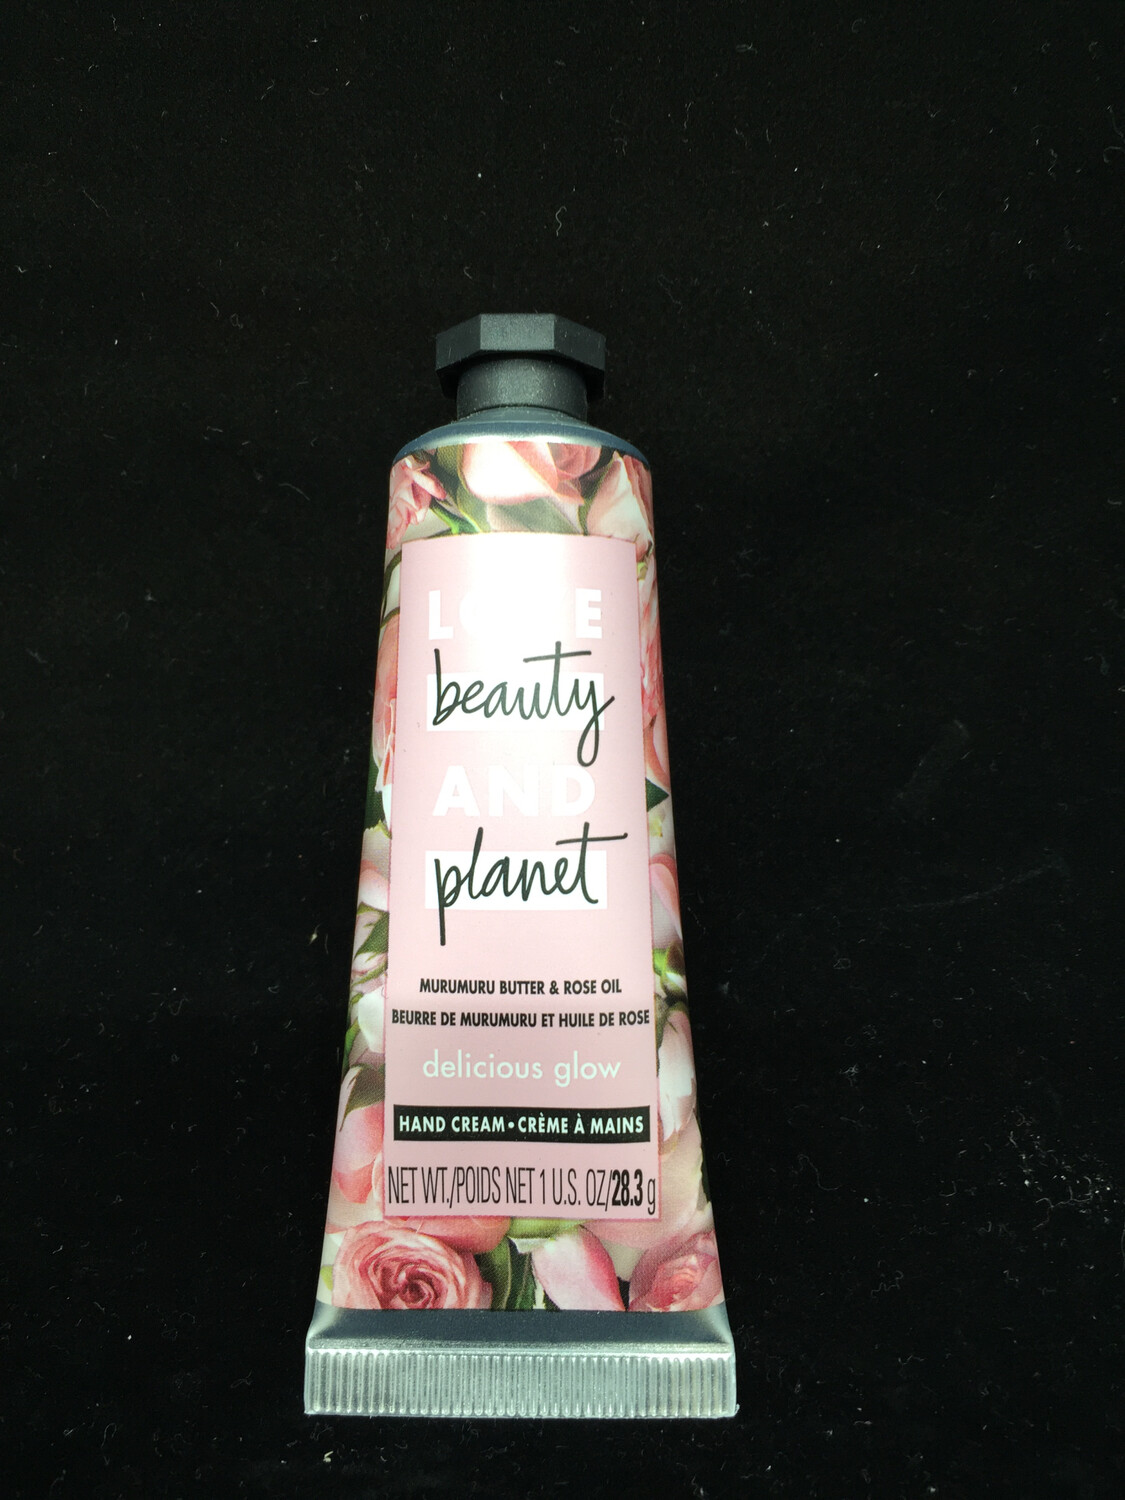 LOVE
beauty
AND
planet
MURUMURU BUTTER & ROSE OIL
BEURRE DE MURUMURU ET HUILE DE ROSE
delicious glow
HAND CREAM•CRÈME À MAINS
NET WT./POIDS NET 1 U.S. OZ/28.3 g